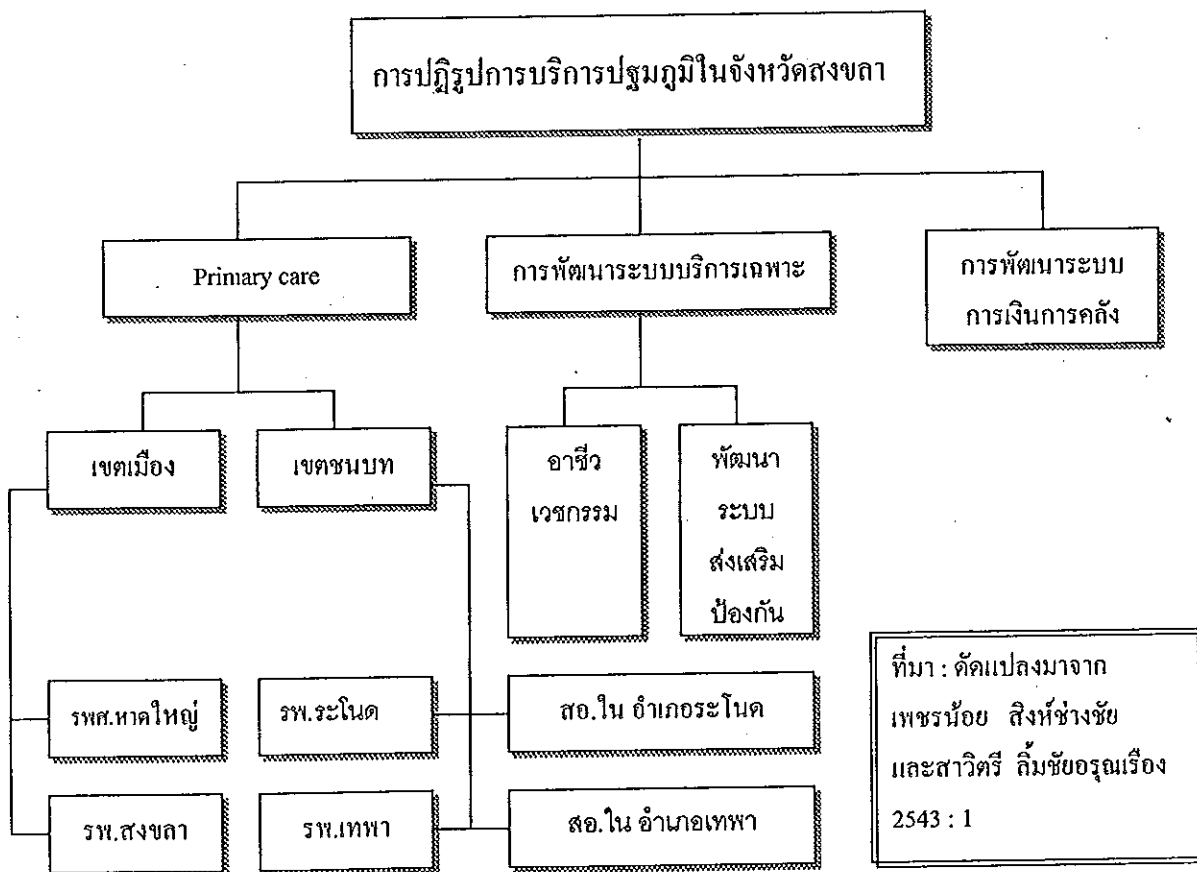 การปฏิรูปการบริการปฐมภูมิในจังหวัดสงขลา
Primary care
การพัฒนาระบบบริการเฉพาะ
การพัฒนาระบบ
การเงินการคลัง
เขตเมือง
เขตชนบท
อาชีว
เวชกรรม
พัฒนา
ระบบ
ส่งเสริม
ป้องกัน
รพศ.หาดใหญ่
รพ.ระโนด
สอ.ใน อำเภอระโนด
รพ.สงขลา
รพ.เทพา
สอ.ใน อำเภอเทพา
ที่มา : ดัดแปลงมาจาก
เพชรน้อย สิงห์ช่างชัย
และสาวิตรี ลิ้มชัยอรุณเรือง
2543 : 1